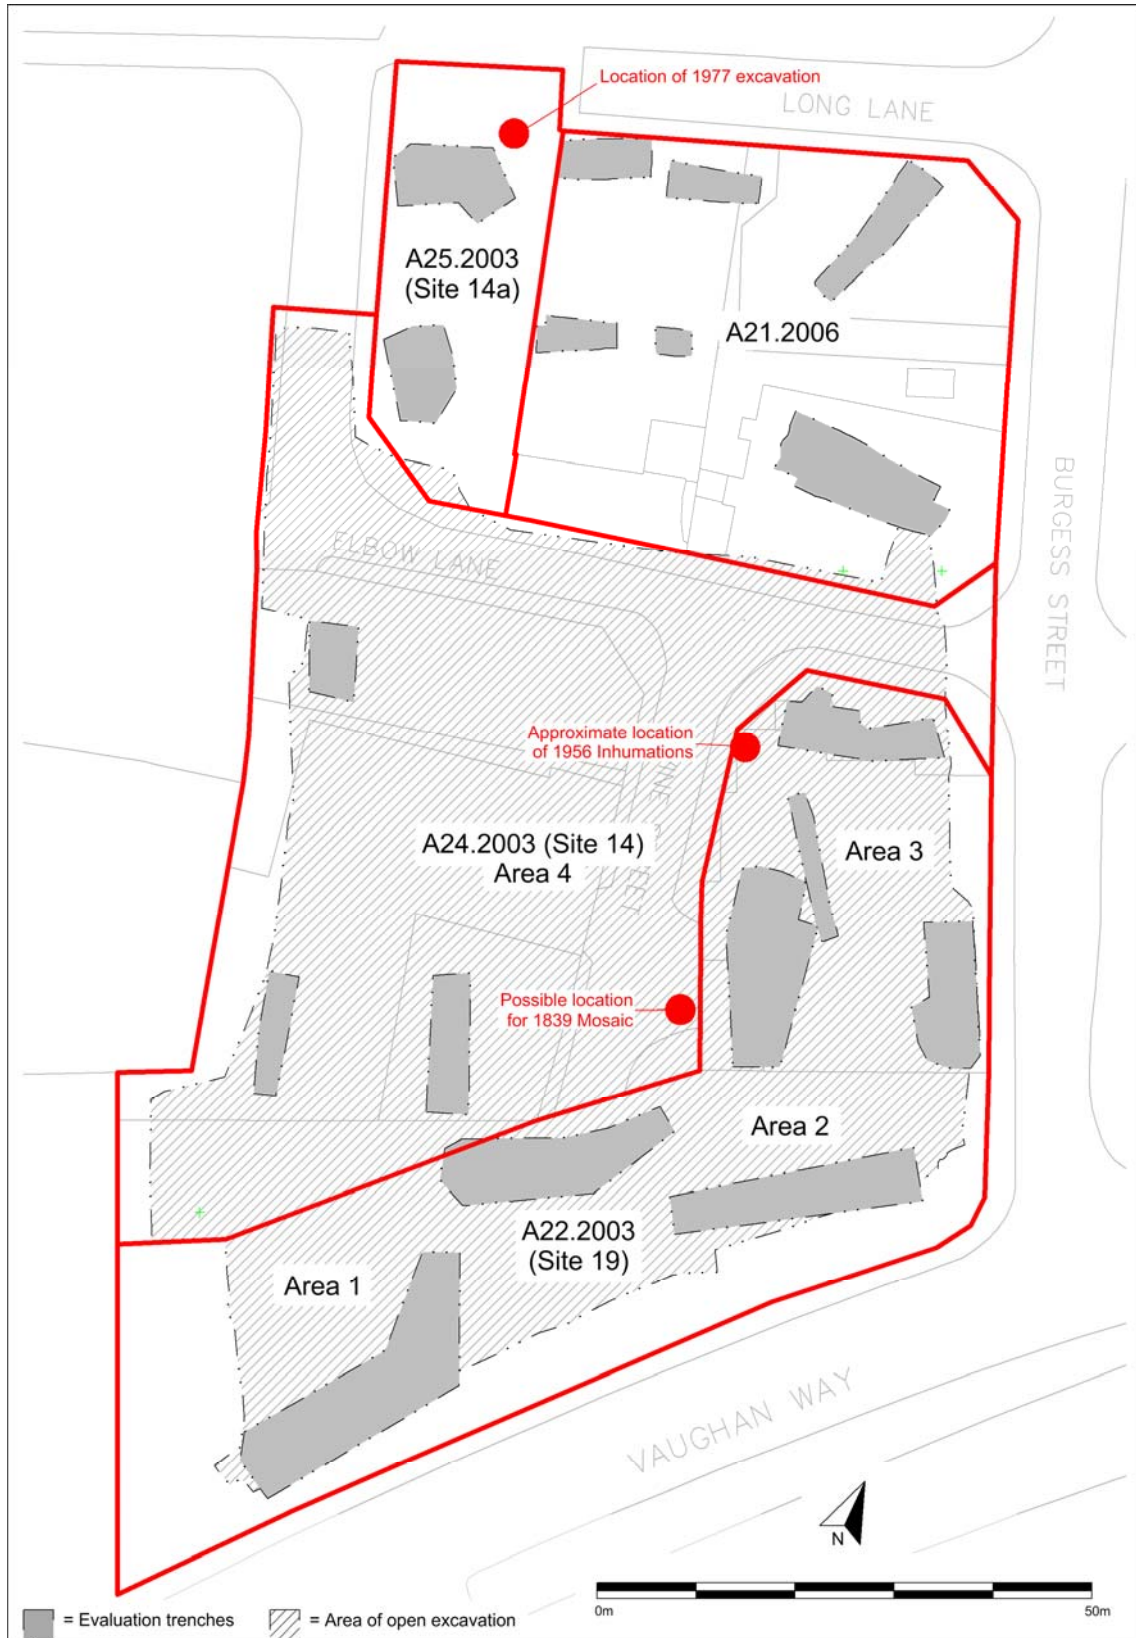 Location of 1977 excavation
LONG LANE
A25.2003
(Site 14a)
A21.2006
BURGESS STREET
ELBOW LANE
Approximate location
of 1956 Inhumations
A24.2003 (Site 14)
Area 4
Area 3
Possible location
for 1839 Mosaic
Area 2
A22.2003
(Site 19)
Area 1
VAUGHAN WAY
N
0m
50m
= Evaluation trenches
= Area of open excavation